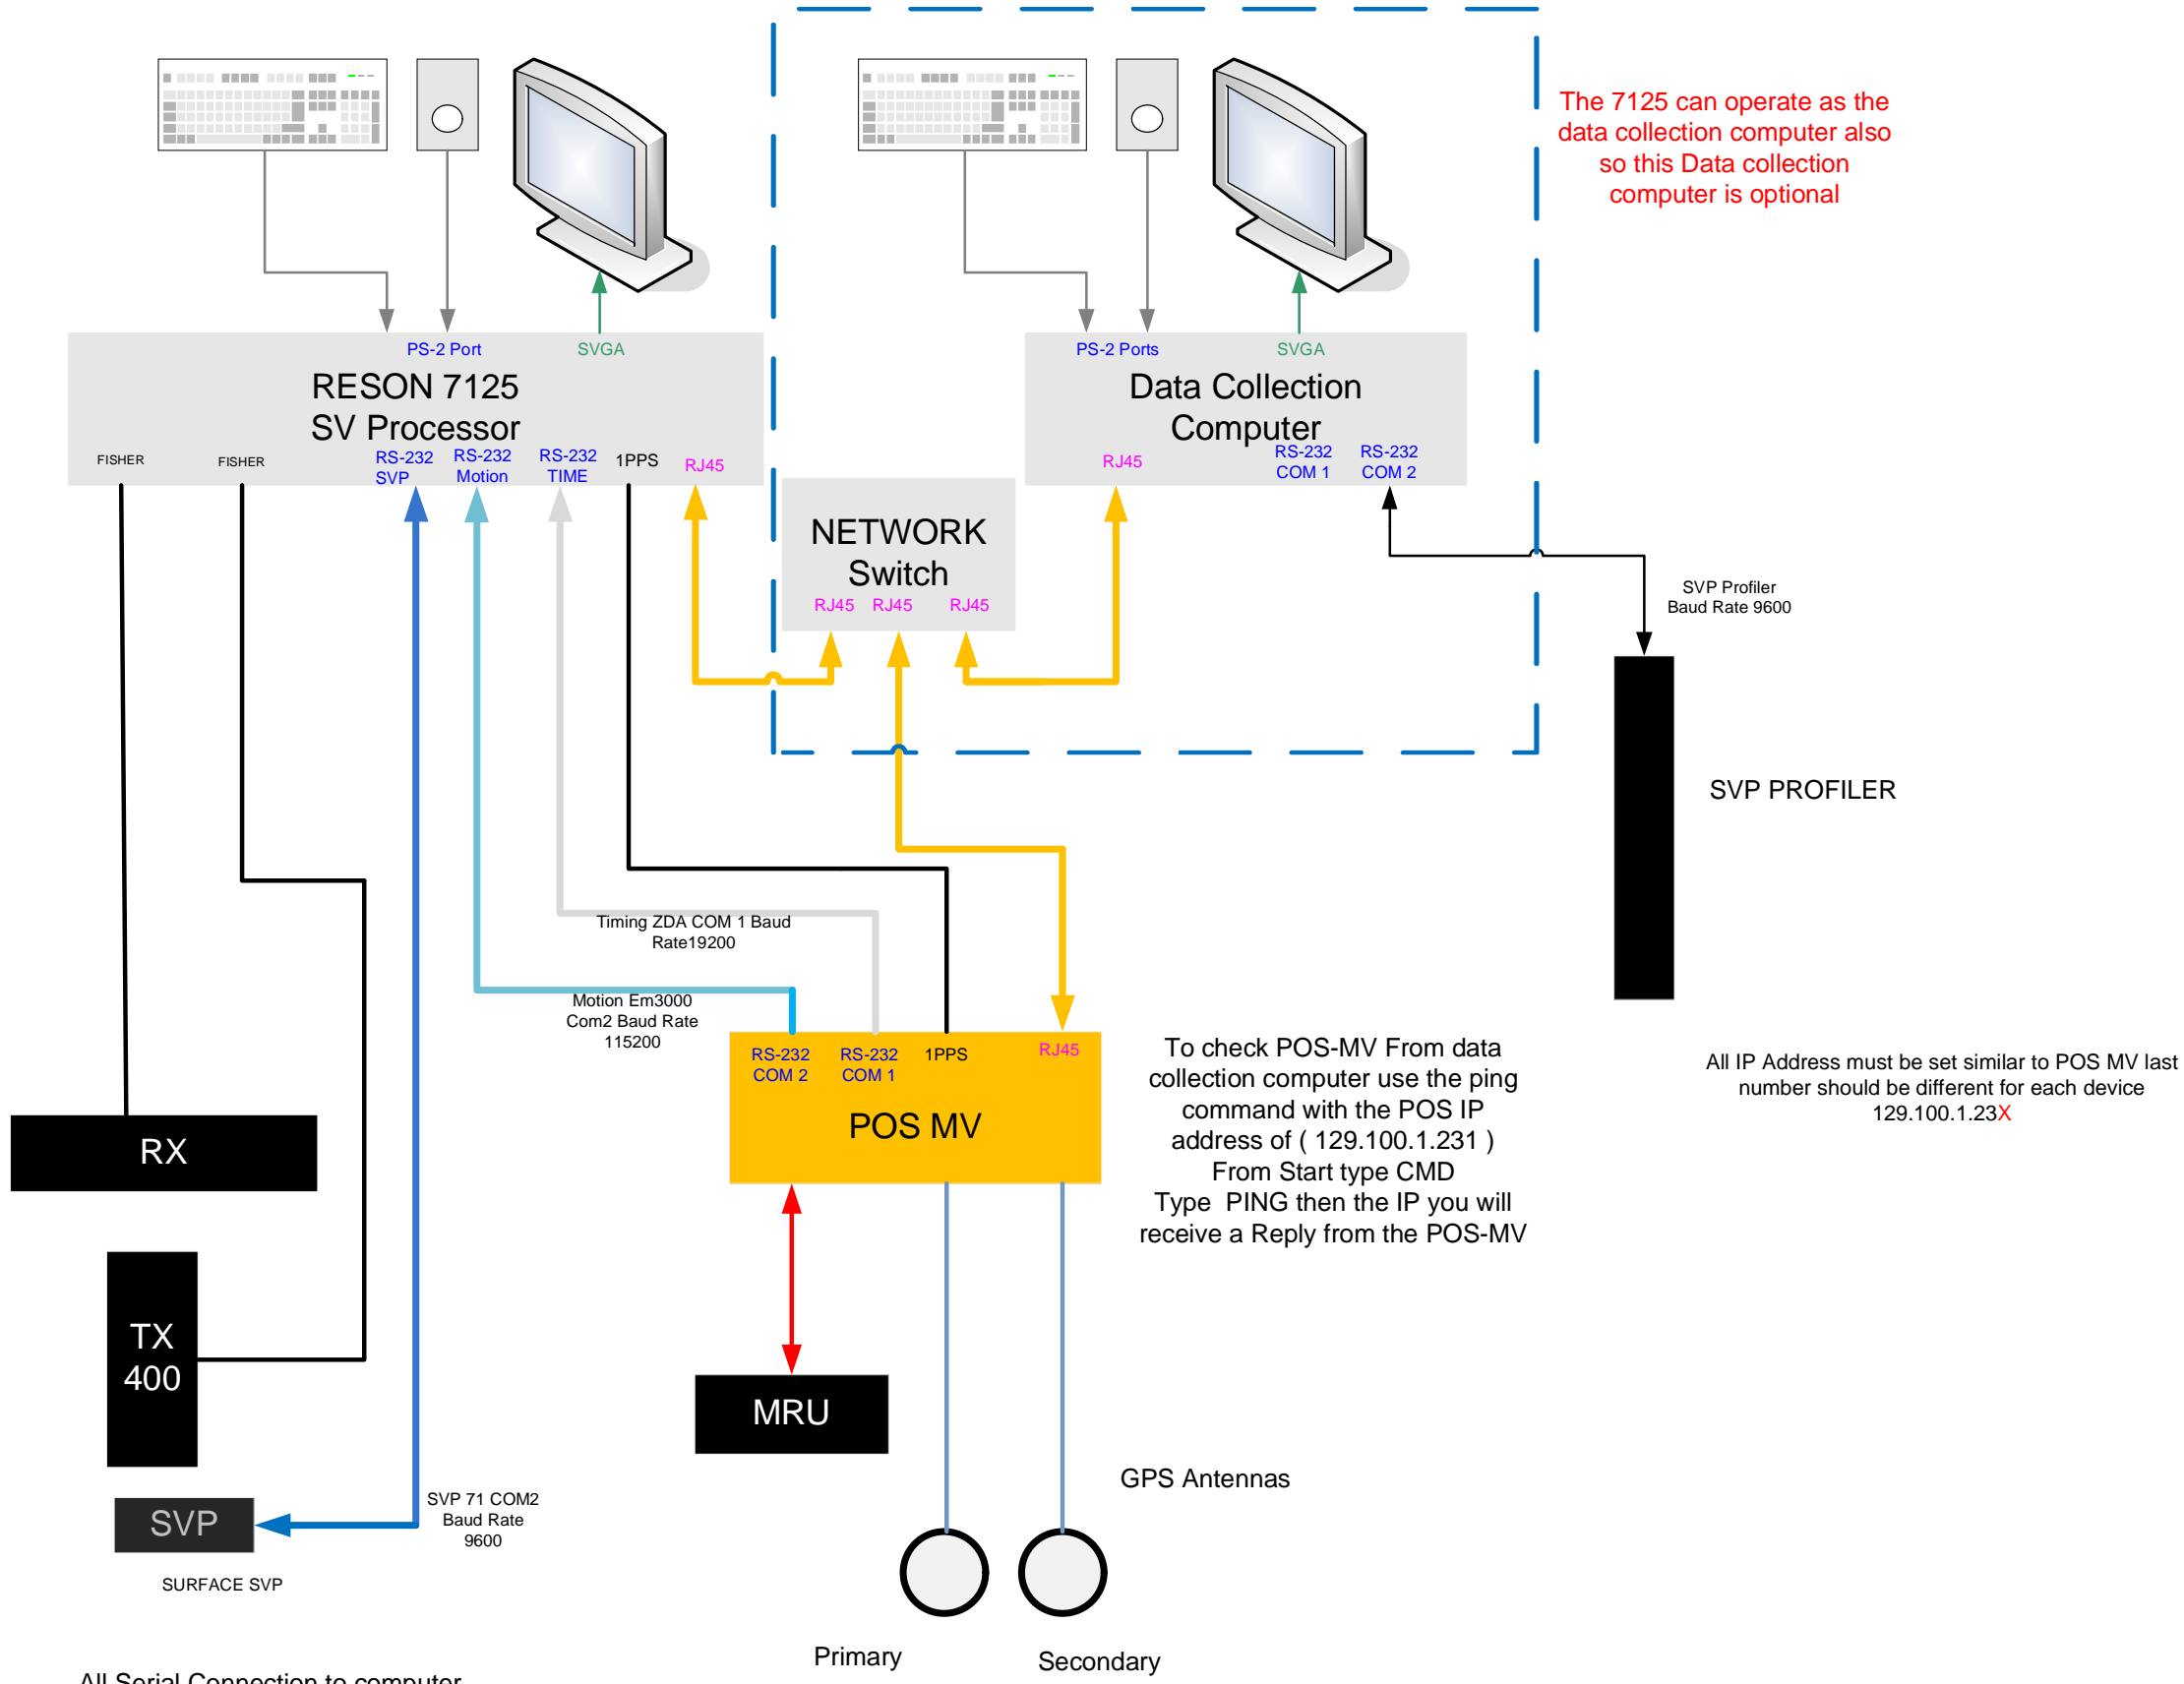 The 7125 can operate as the
data collection computer also
so this Data collection
computer is optional
PS-2 Port
SVGA
RESON 7125
SV Processor
FISHER
FISHER
RS-232
SVP
RS-232
Motion
RS-232
TIME
1PPS
RJ45
PS-2 Ports
SVGA
Data Collection
Computer
RJ45
RS-232
COM 1
RS-232
COM 2
NETWORK
Switch
RJ45
RJ45
RJ45
SVP Profiler
Baud Rate 9600
SVP PROFILER
Timing ZDA COM 1 Baud
Rate19200
Motion Em3000
Com2 Baud Rate
115200
RS-232
COM 2
RS-232
COM 1
1PPS
RJ45
POS MV
To check POS-MV From data
collection computer use the ping
command with the POS IP
address of ( 129.100.1.231 )
From Start type CMD
Type  PING then the IP you will
receive a Reply from the POS-MV
All IP Address must be set similar to POS MV last
number should be different for each device
129.100.1.23X
RX
TX
400
MRU
SVP
SVP 71 COM2
Baud Rate
9600
SURFACE SVP
GPS Antennas
Primary
Secondary
All Serial Connection to computer